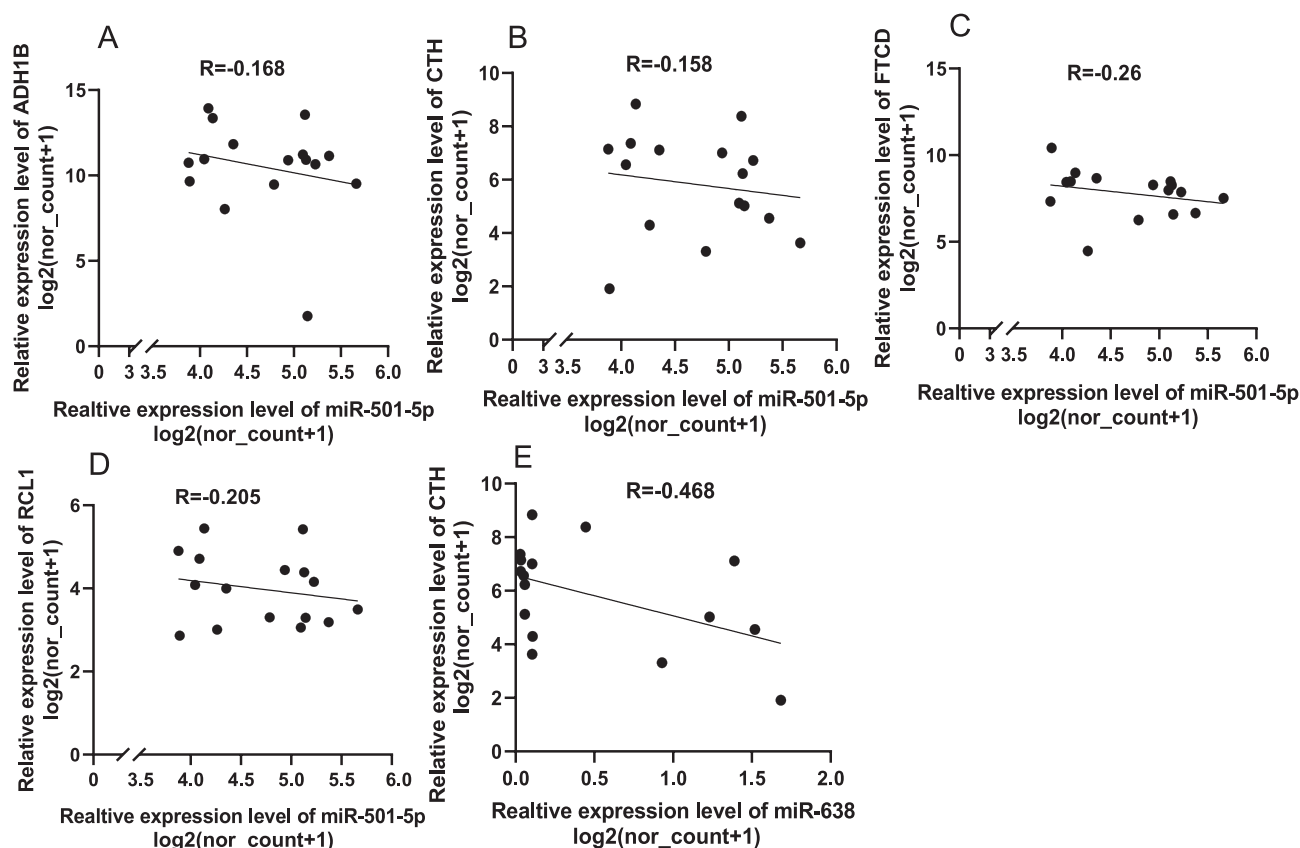 A
R=-0.168
Relative expression level of ADH1B
log2(nor_count+1)
15
10
5
0
0
3
3.5
4.0
4.5
5.0
5.5
6.0
Realtive expression level of miR-501-5p
log2(nor_count+1)
B
R=-0.158
Relative expression level of CTH
log2(nor_count+1)
10
8
6
4
2
0
0
3
3.5
4.0
4.5
5.0
5.5
6.0
Realtive expression level of miR-501-5p
log2(nor_count+1)
C
R=-0.26
Relative expression level of FTCD
log2(nor_count+1)
15
10
5
0
0
3
3.5
4.0
4.5
5.0
5.5
6.0
Realtive expression level of miR-501-5p
log2(nor_count+1)
D
R=-0.205
Relative expression level of RCL1
log2(nor_count+1)
6
4
2
0
0
3.5
4.0
4.5
5.0
5.5
6.0
Realtive expression level of miR-501-5p
log2(nor_count+1)
E
R=-0.468
Relative expression level of CTH
log2(nor_count+1)
10
8
6
4
2
0
0.0
0.5
1.0
1.5
2.0
Realtive expression level of miR-638
log2(nor_count+1)